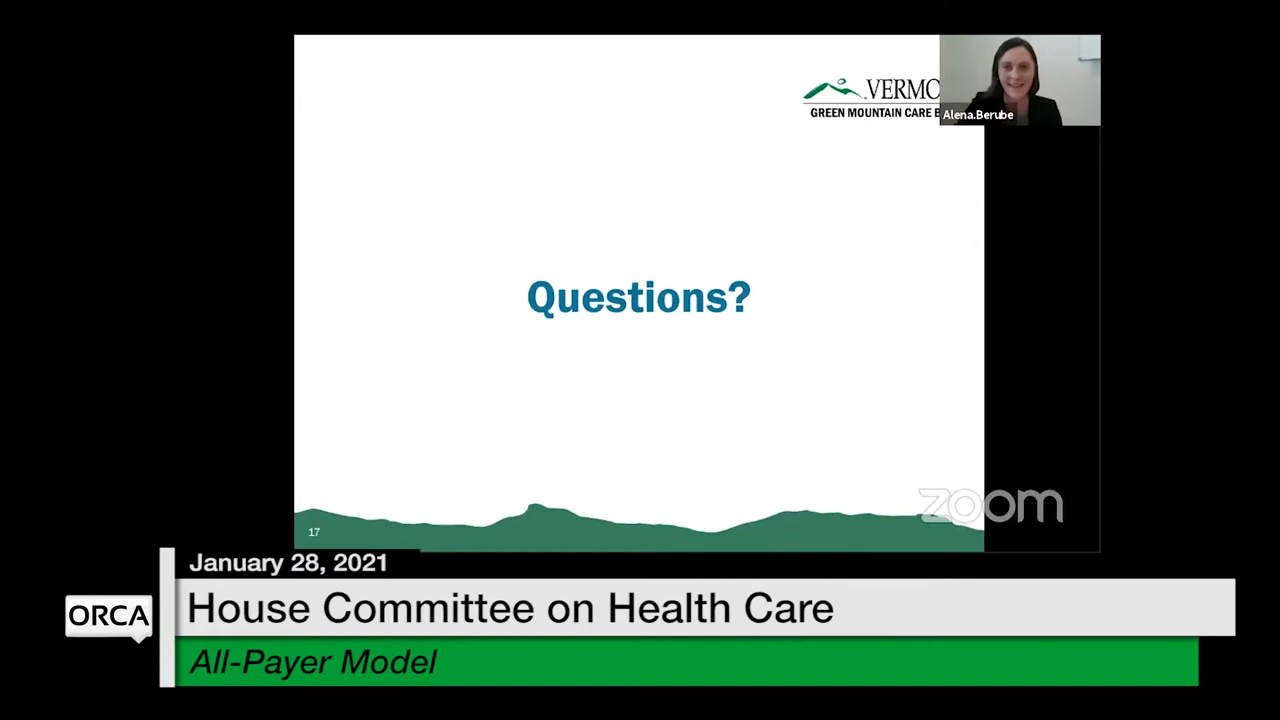 VERMO
GREEN MOUNTAIN CARE B
Alena.Berube
Questions?
zoom
17
January 28, 2021
ORCA
House Committee on Health Care
All-Payer Model